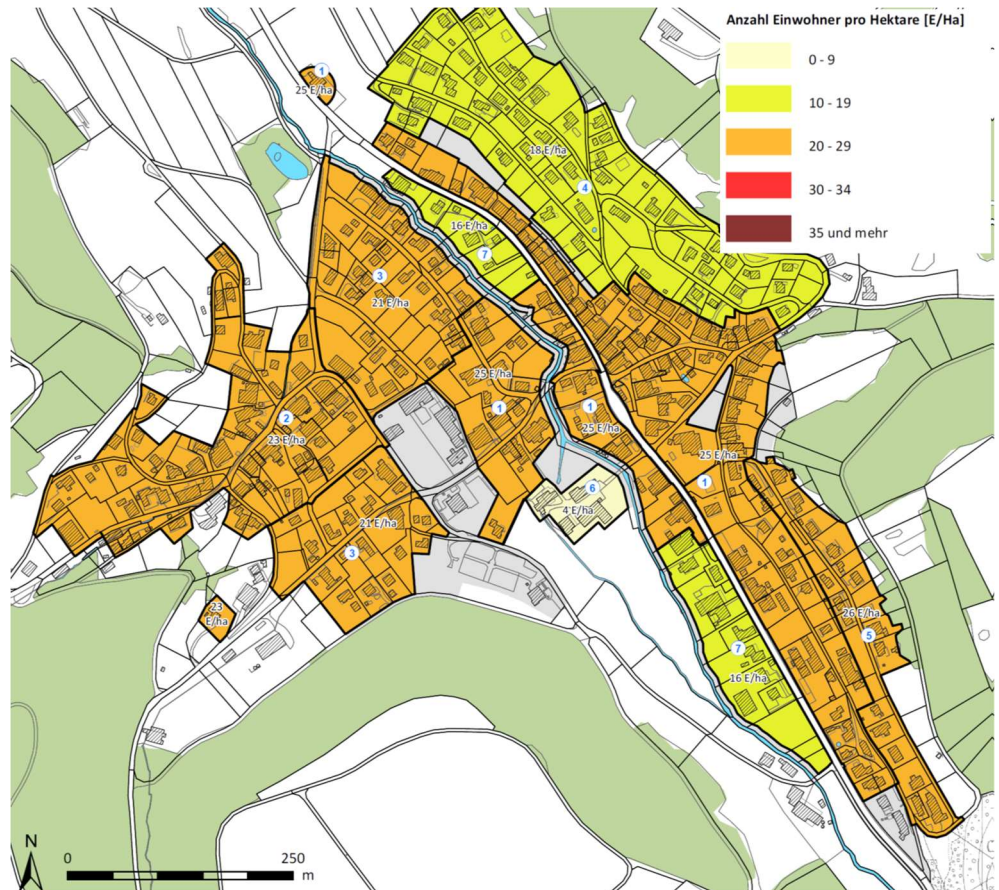 Anzahl Einwohner pro Hektare [E/Ha]
0 - 9
10 - 19
20 - 29
30 - 34
35 und mehr
1
25 E/ha
18 E/ha
4
16 E/ha
7
3
21 E/ha
25 E/ha
1
1
25 E/ha
2
23 E/ha
25 E/ha
1
6
4 E/ha
21 E/ha
3
23
E/ha
26 E/ha
5
7
16 E/ha
N
0
250
m